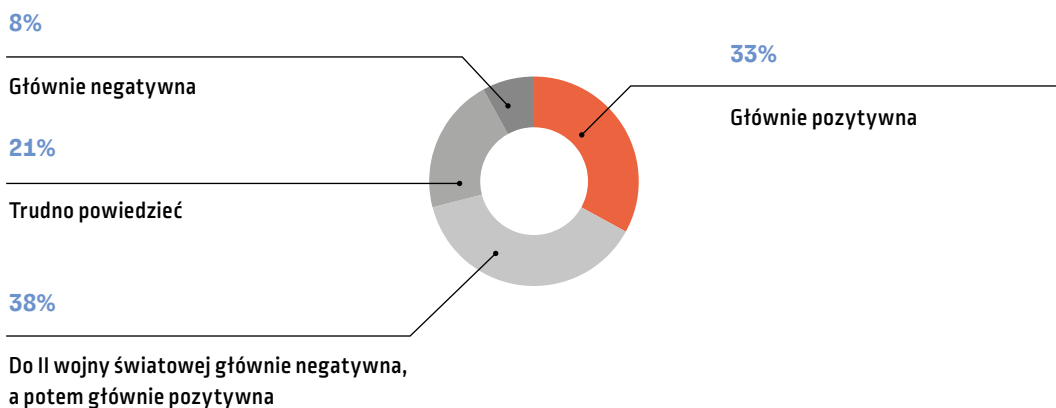 8%
Głównie negatywna
33%
Głównie pozytywna
21%
Trudno powiedzieć
38%
Do II wojny światowej głównie negatywna,
a potem głównie pozytywna